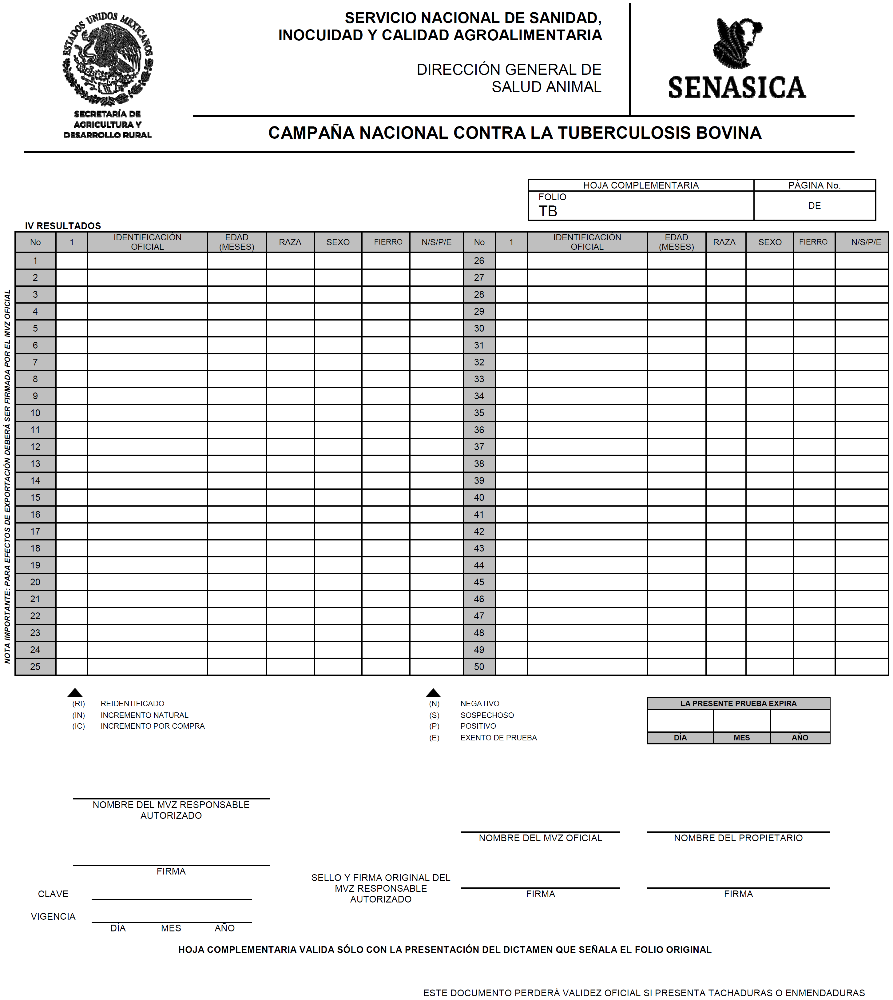 ESTADOS UNIDOS MEXICANOS
SECRETARÍA DE
AGRICULTURA Y
DESARROLLO RURAL
SERVICIO NACIONAL DE SANIDAD,
INOCUIDAD Y CALIDAD AGROALIMENTARIA
DIRECCIÓN GENERAL DE
SALUD ANIMAL
SENASICA
CAMPAÑA NACIONAL CONTRA LA TUBERCULOSIS BOVINA
HOJA COMPLEMENTARIA PÁGINA No.
FOLIO
TB DE
IV RESULTADOS
No 1 IDENTIFICACIÓN OFICIAL EDAD (MESES) RAZA SEXO FIERRO N/S/P/E No 1 IDENTIFICACIÓN OFICIAL EDAD (MESES) RAZA SEXO FIERRO N/S/P/E
1 26
2 27
3 28
4 29
5 30
6 31
7 32
8 33
9 34
10 35
11 36
12 37
13 38
14 39
15 40
16 41
17 42
18 43
19 44
20 45
21 46
22 47
23 48
24 49
25 50
NOTA IMPORTANTE: PARA EFECTOS DE EXPORTACIÓN DEBERÁ SER FIRMADA POR EL MVZ OFICIAL
(RI) REIDENTIFICADO
(IN) INCREMENTO NATURAL
(IC) INCREMENTO POR COMPRA
(N) NEGATIVO
(S) SOSPECHOSO
(P) POSITIVO
(E) EXENTO DE PRUEBA
LA PRESENTE PRUEBA EXPIRA
DÍA MES AÑO
NOMBRE DEL MVZ RESPONSABLE
AUTORIZADO
FIRMA
CLAVE
VIGENCIA
DÍA MES AÑO
SELLO Y FIRMA ORIGINAL DEL
MVZ RESPONSABLE
AUTORIZADO
NOMBRE DEL MVZ OFICIAL
FIRMA
NOMBRE DEL PROPIETARIO
FIRMA
HOJA COMPLEMENTARIA VALIDA SÓLO CON LA PRESENTACIÓN DEL DICTAMEN QUE SEÑALA EL FOLIO ORIGINAL
ESTE DOCUMENTO PERDERÁ VALIDEZ OFICIAL SI PRESENTA TACHADURAS O ENMENDADURAS